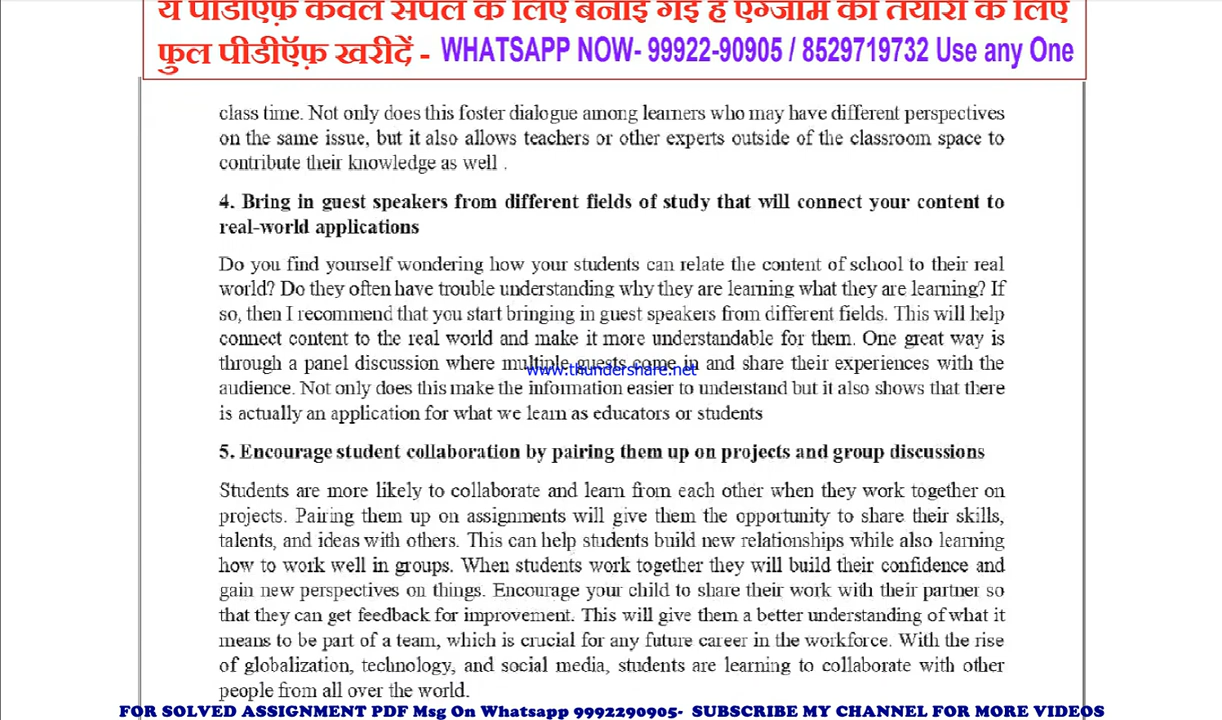 ये पीडीएफ़ केवल सैंपल के लिए बनाई गई है एग्जाम की तैयारी के लिए
फुल पीडीऍफ़ खरीदें - WHATSAPP NOW- 99922-90905 / 8529719732 Use any One
class time. Not only does this foster dialogue among learners who may have different perspectives
on the same issue, but it also allows teachers or other experts outside of the classroom space to
contribute their knowledge as well .
4. Bring in guest speakers from different fields of study that will connect your content to
real-world applications
Do you find yourself wondering how your students can relate the content of school to their real
world? Do they often have trouble understanding why they are learning what they are learning? If
so, then I recommend that you start bringing in guest speakers from different fields. This will help
connect content to the real world and make it more understandable for them. One great way is
through a panel discussion where multiple guests come in and share their experiences with the
www.thundershare.net
audience. Not only does this make the information easier to understand but it also shows that there
is actually an application for what we learn as educators or students
5. Encourage student collaboration by pairing them up on projects and group discussions
Students are more likely to collaborate and learn from each other when they work together on
projects. Pairing them up on assignments will give them the opportunity to share their skills,
talents, and ideas with others. This can help students build new relationships while also learning
how to work well in groups. When students work together they will build their confidence and
gain new perspectives on things. Encourage your child to share their work with their partner so
that they can get feedback for improvement. This will give them a better understanding of what it
means to be part of a team, which is crucial for any future career in the workforce. With the rise
of globalization, technology, and social media, students are learning to collaborate with other
people from all over the world.
FOR SOLVED ASSIGNMENT PDF Msg On Whatsapp 9992290905- SUBSCRIBE MY CHANNEL FOR MORE VIDEOS